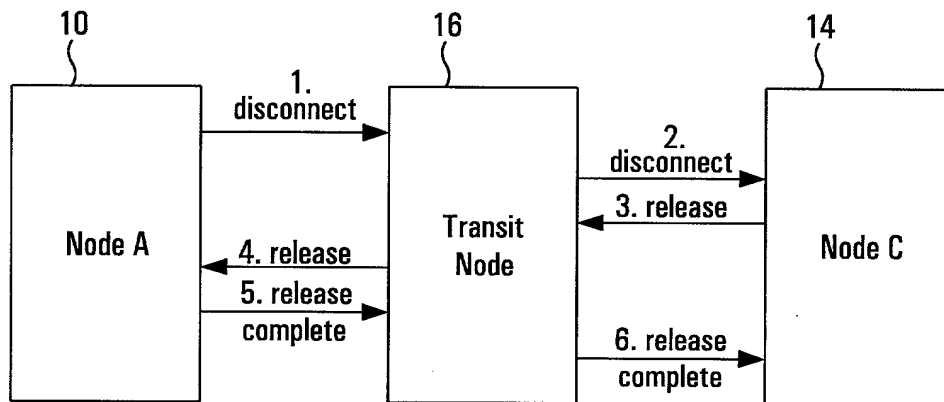 10
16
14
1.
disconnect
2.
disconnect
3. release
Node A
Transit
Node
Node C
4. release
5. release
complete
6. release
complete